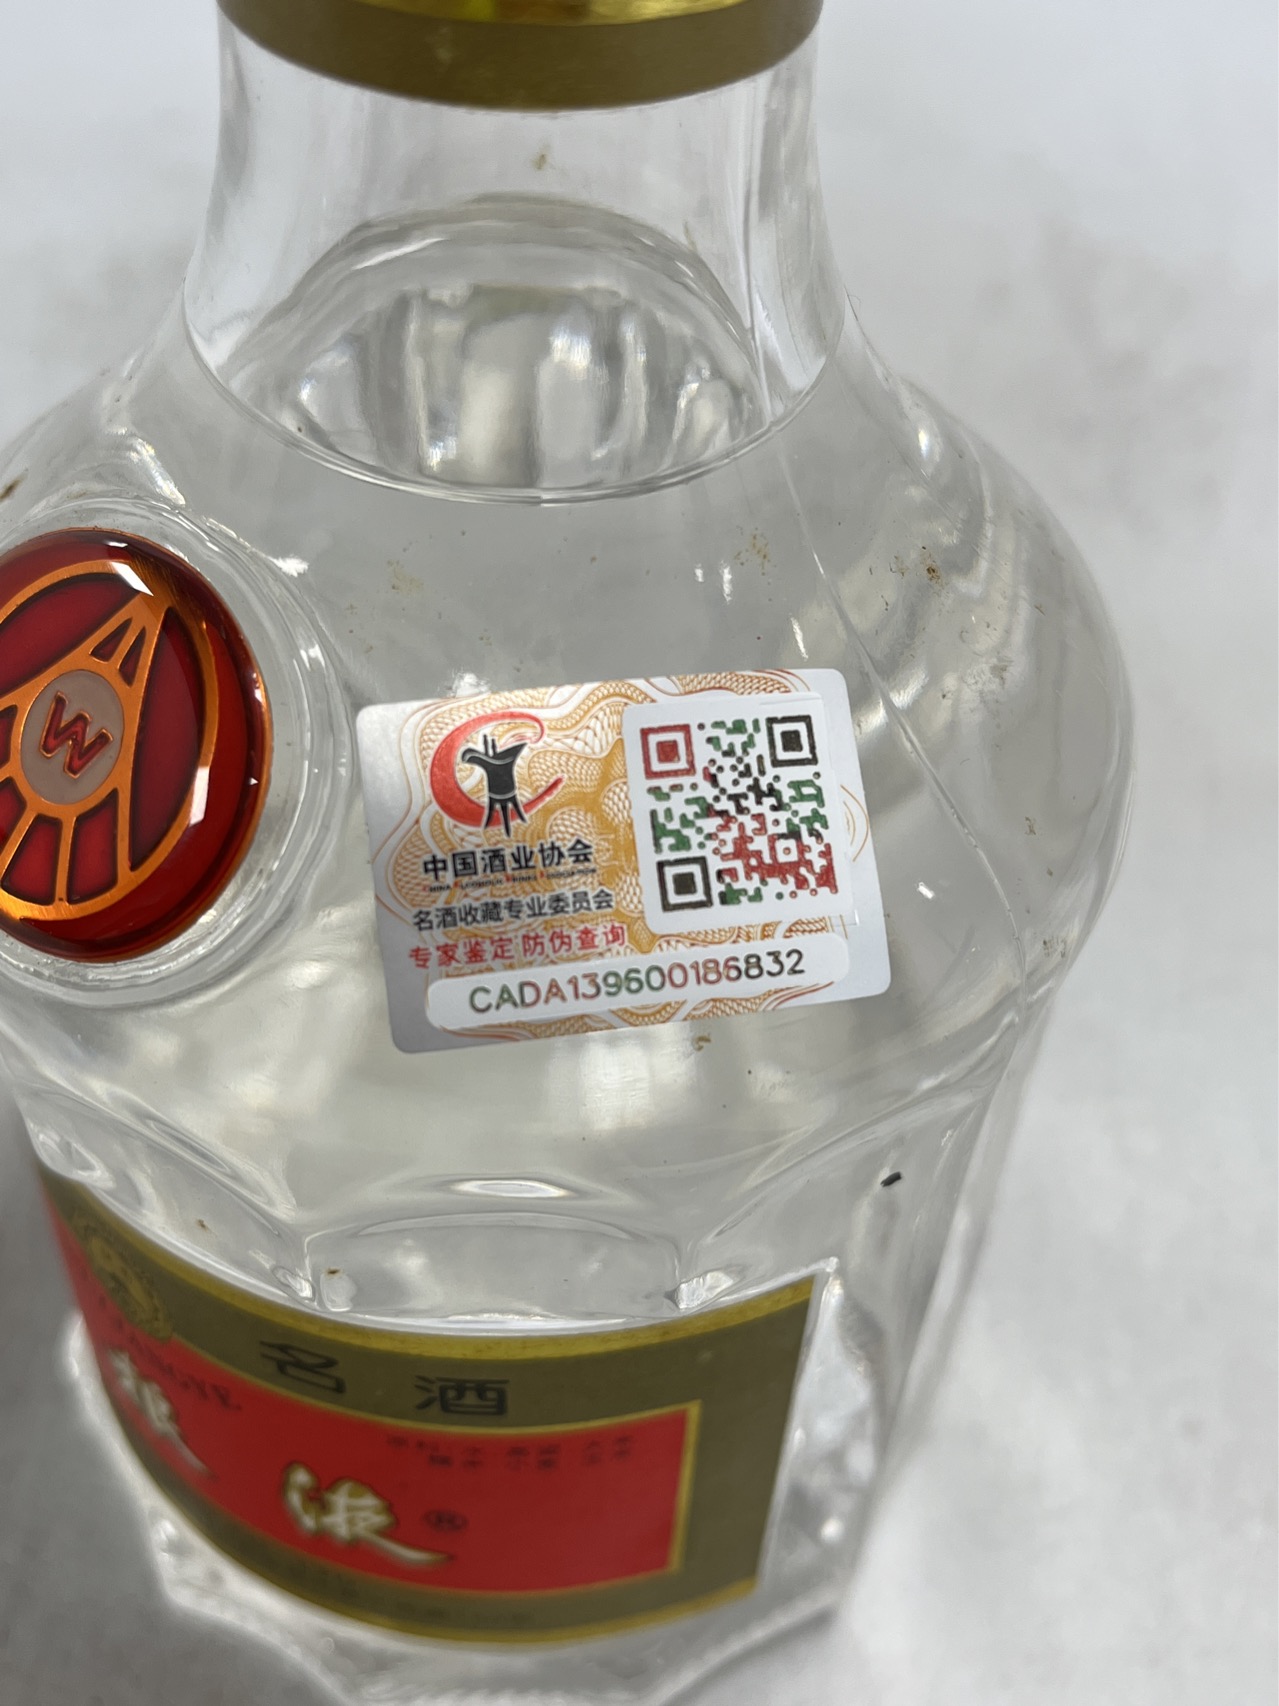 W
中国酒业协会
名酒收藏专业委员会
专家鉴定 防伪查询
CADA139600186832
名酒
液®